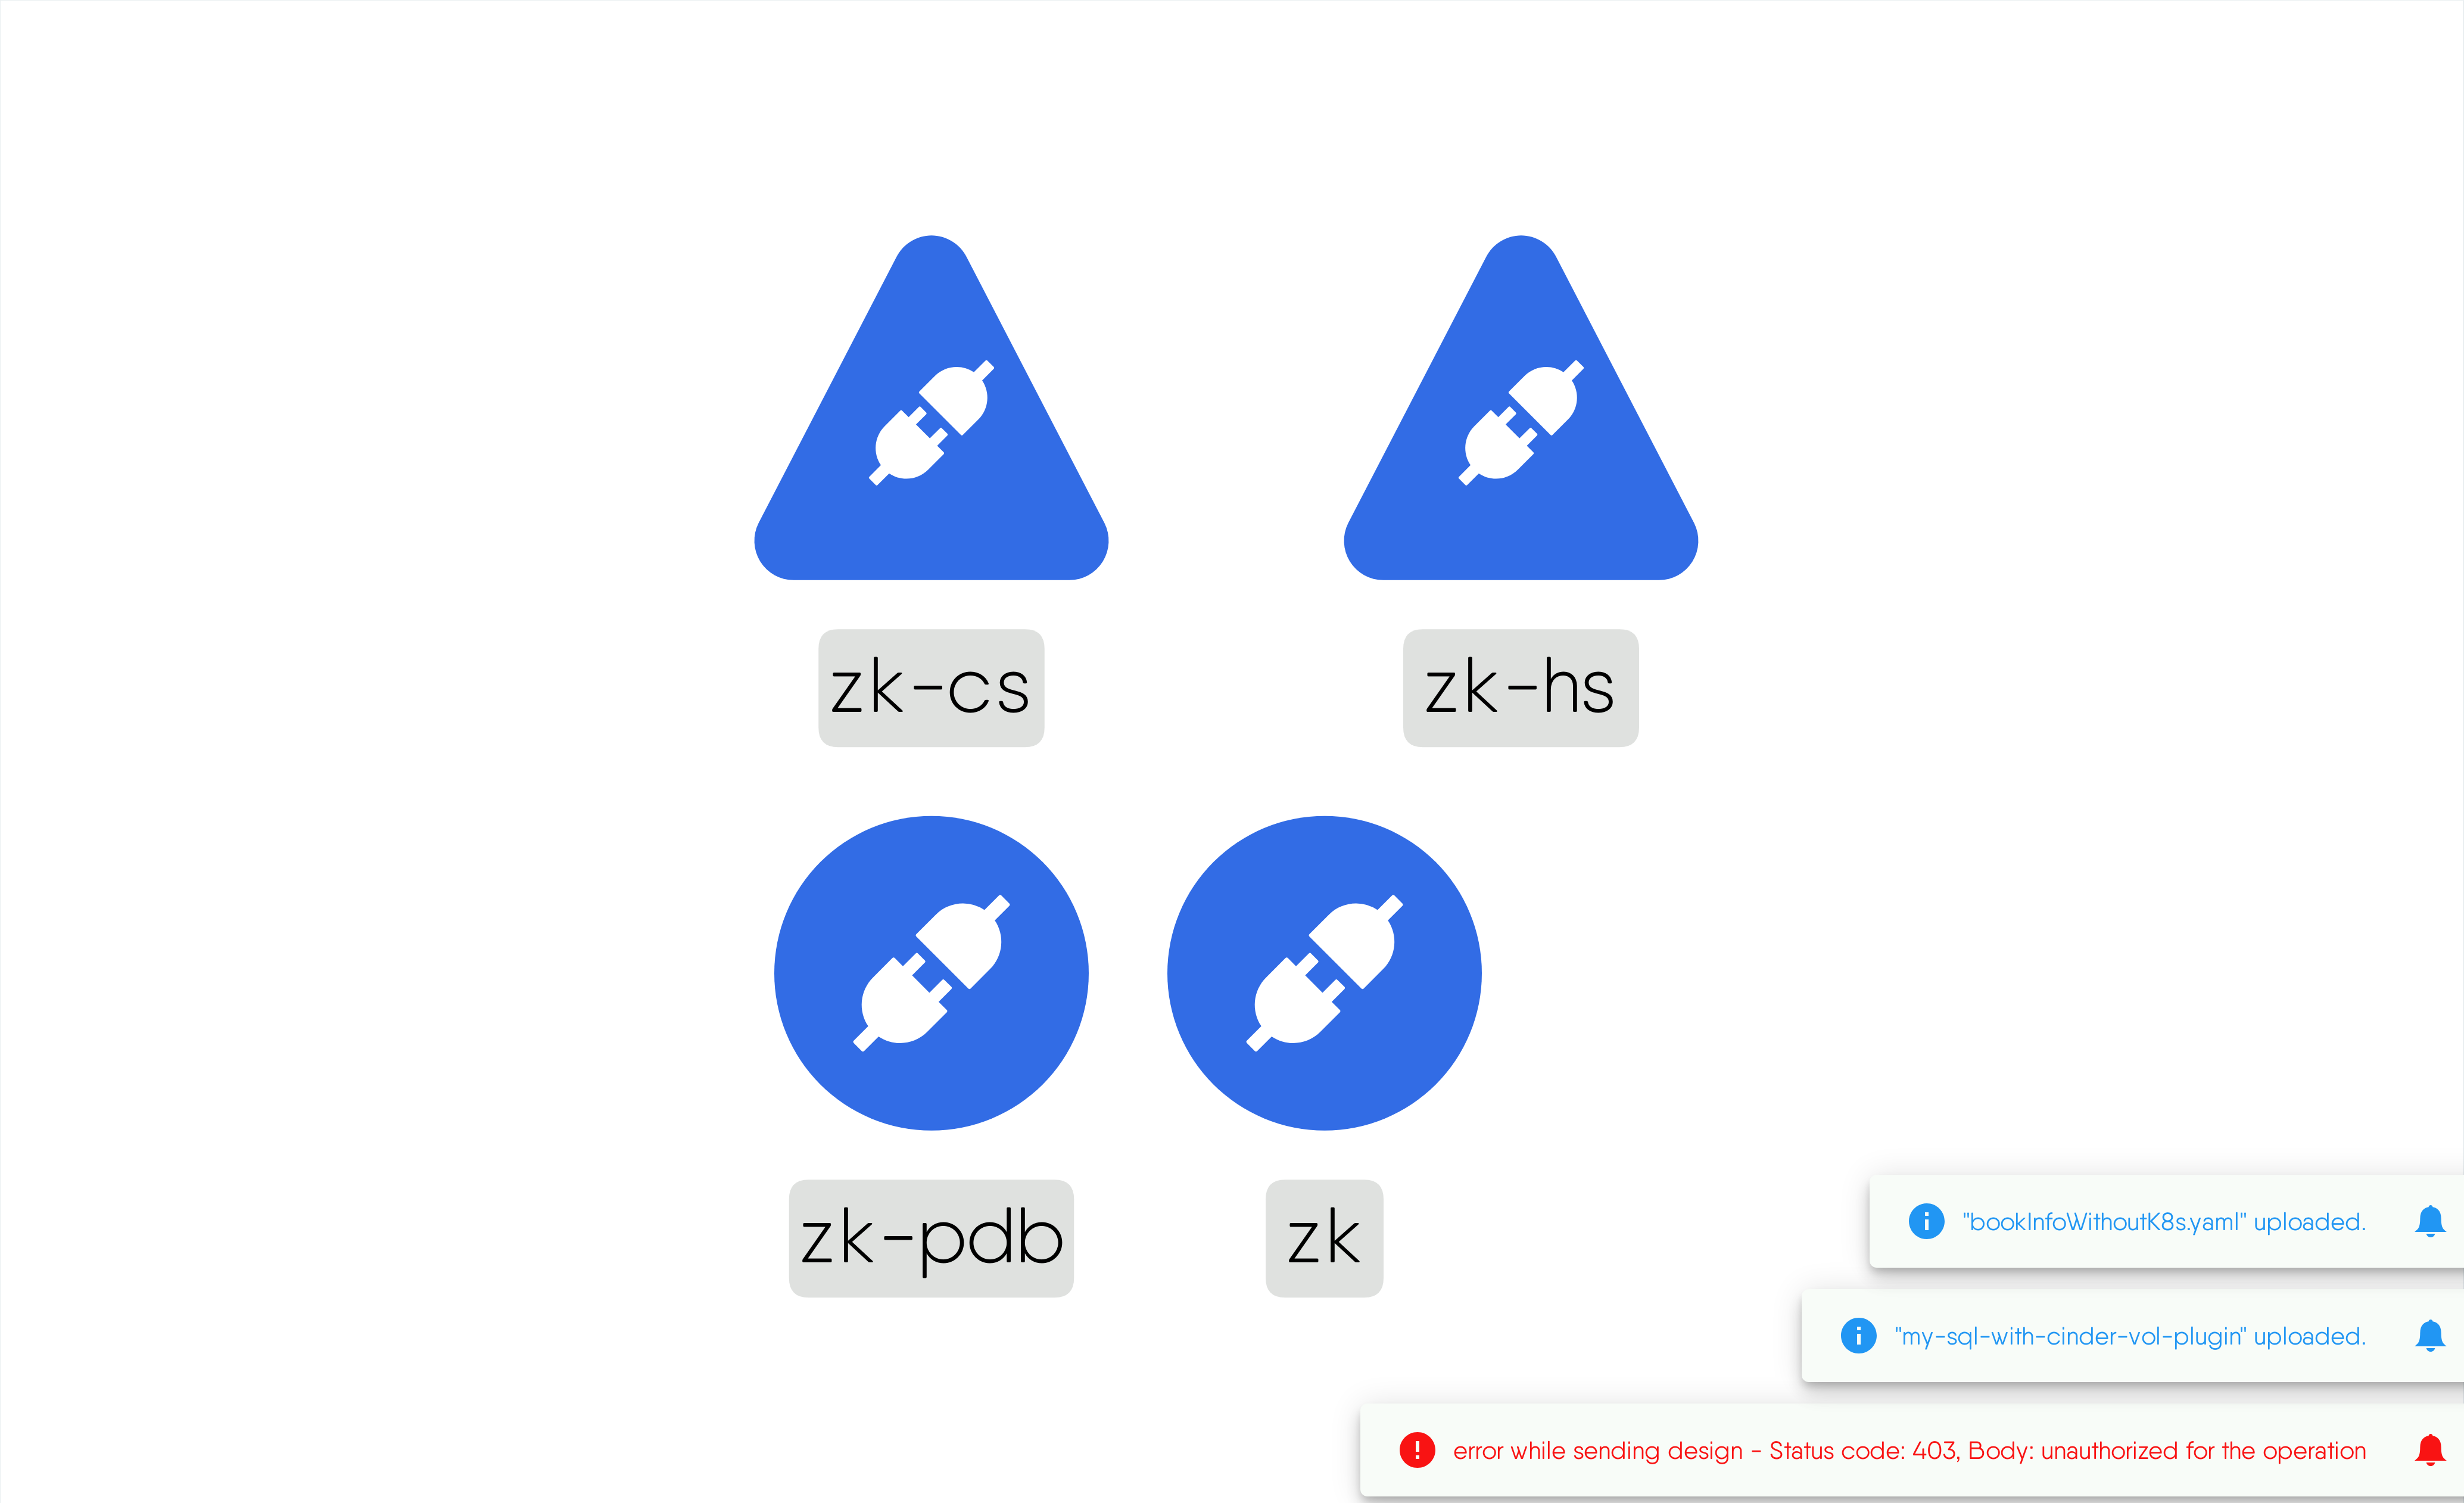 zk-cs
zk-hs
zk-pdb
zk
"bookInfoWithoutK8s.yaml" uploaded.
"my-sql-with-cinder-vol-plugin" uploaded.
error while sending design - Status code: 403, Body: unauthorized for the operation